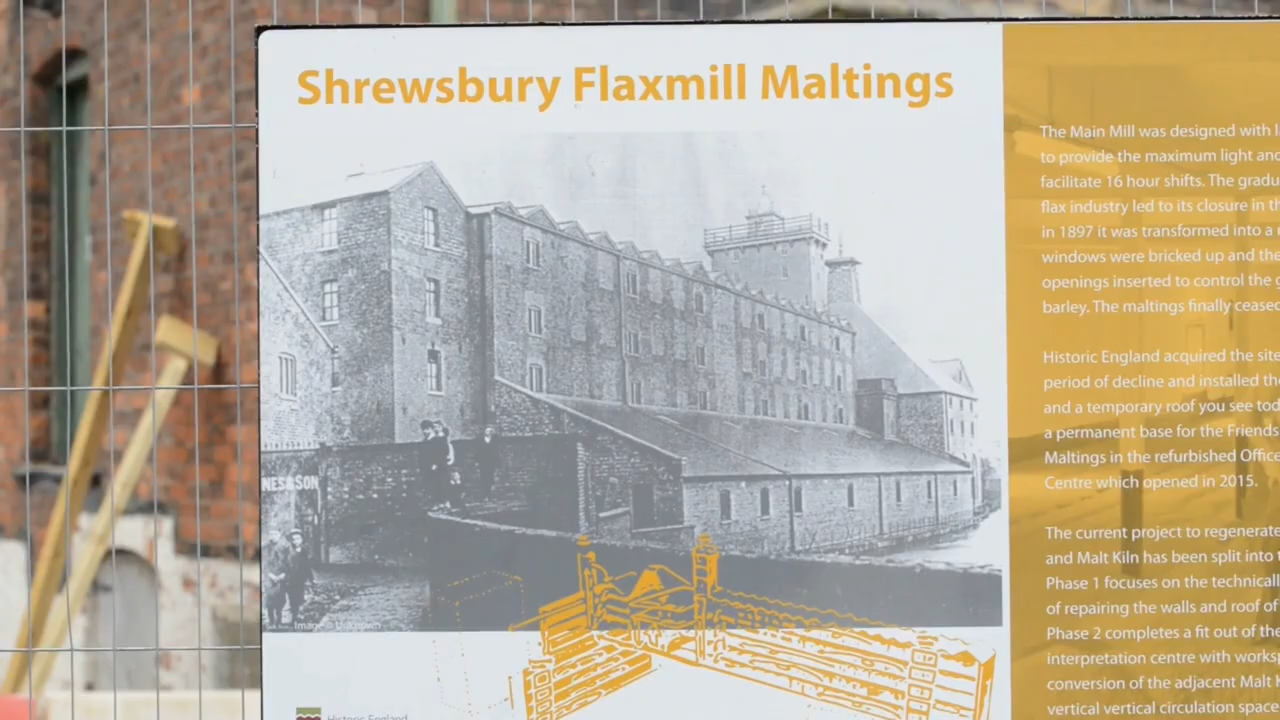 Shrewsbury Flaxmill Maltings
NES & SON
Image © Unknown
Historic England
The Main Mill was designed with
to provide the maximum light and
facilitate 16 hour shifts. The gradu
flax industry led to its closure in th
in 1897 it was transformed into a
windows were bricked up and the
openings inserted to control the g
barley. The maltings finally ceased
Historic England acquired the site
period of decline and installed the
and a temporary roof you see tod
a permanent base for the Friends
Maltings in the refurbished Office
Centre which opened in 2015.
The current project to regenerate
and Malt Kiln has been split into
Phase 1 focuses on the technicall
of repairing the walls and roof of
Phase 2 completes a fit out of the
interpretation centre with worksp
conversion of the adjacent Malt K
vertical vertical circulation space